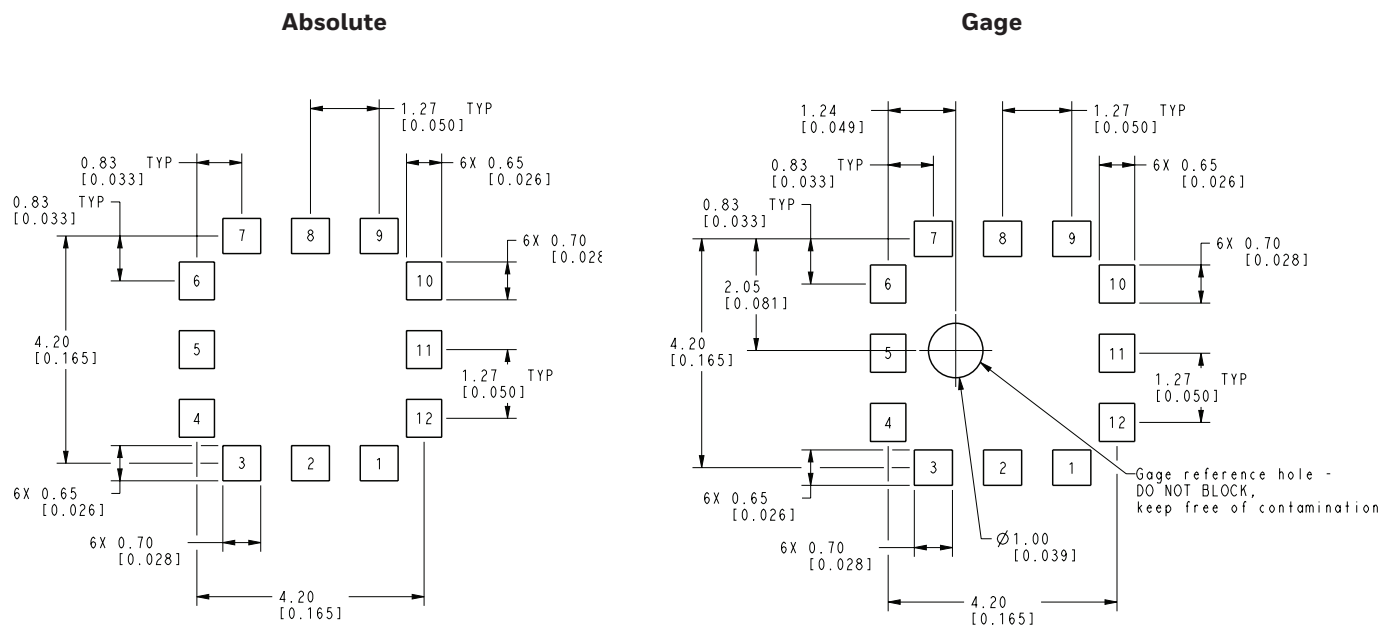 Absolute
1.27 TYP
[0.050]
0.83 TYP
[0.033]
6X 0.65
[0.026]
0.83 TYP
[0.033]
7
8
9
6X 0.70
[0.028
6
10
4.20
[0.165]
5
11
1.27 TYP
[0.050]
4
12
3
2
1
6X 0.65
[0.026]
6X 0.70
[0.028]
4.20
[0.165]
Gage
1.24
[0.049]
1.27 TYP
[0.050]
0.83 TYP
[0.033]
6X 0.65
[0.026]
0.83 TYP
[0.033]
7
8
9
6X 0.70
[0.028]
6
10
2.05
[0.081]
4.20
[0.165]
5
11
1.27 TYP
[0.050]
4
12
3
2
1
Gage reference hole -
DO NOT BLOCK,
keep free of contamination
6X 0.65
[0.026]
Ø1.00
[0.039]
6X 0.70
[0.028]
4.20
[0.165]